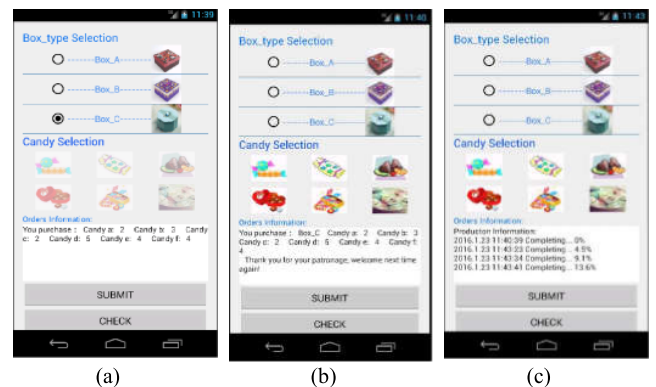 11:39
Box_type Selection
Box_A
Box_B
Box_C
Candy Selection
Orders Information:
You purchase : Candy a: 2 Candy b: 3 Candy
c: 2 Candy d: 5 Candy e: 4 Candy f: 4
SUBMIT
CHECK
(a)
11:40
Box_type Selection
Box_A
Box_B
Box_C
Candy Selection
Orders Information:
You purchase : Box_C Candy a: 2 Candy b: 3
Candy c: 2 Candy d: 5 Candy e: 4 Candy f:
4
Thank you for your patronage, welcome next time
again!
SUBMIT
CHECK
(b)
11:43
Box_type Selection
Box_A
Box_B
Box_C
Candy Selection
Orders Information:
Production Information:
2016.1.23 11:40:39 Completing... 0%
2016.1.23 11:43:23 Completing... 4.5%
2016.1.23 11:43:34 Completing... 9.1%
2016.1.23 11:43:41 Completing... 13.6%
SUBMIT
CHECK
(c)